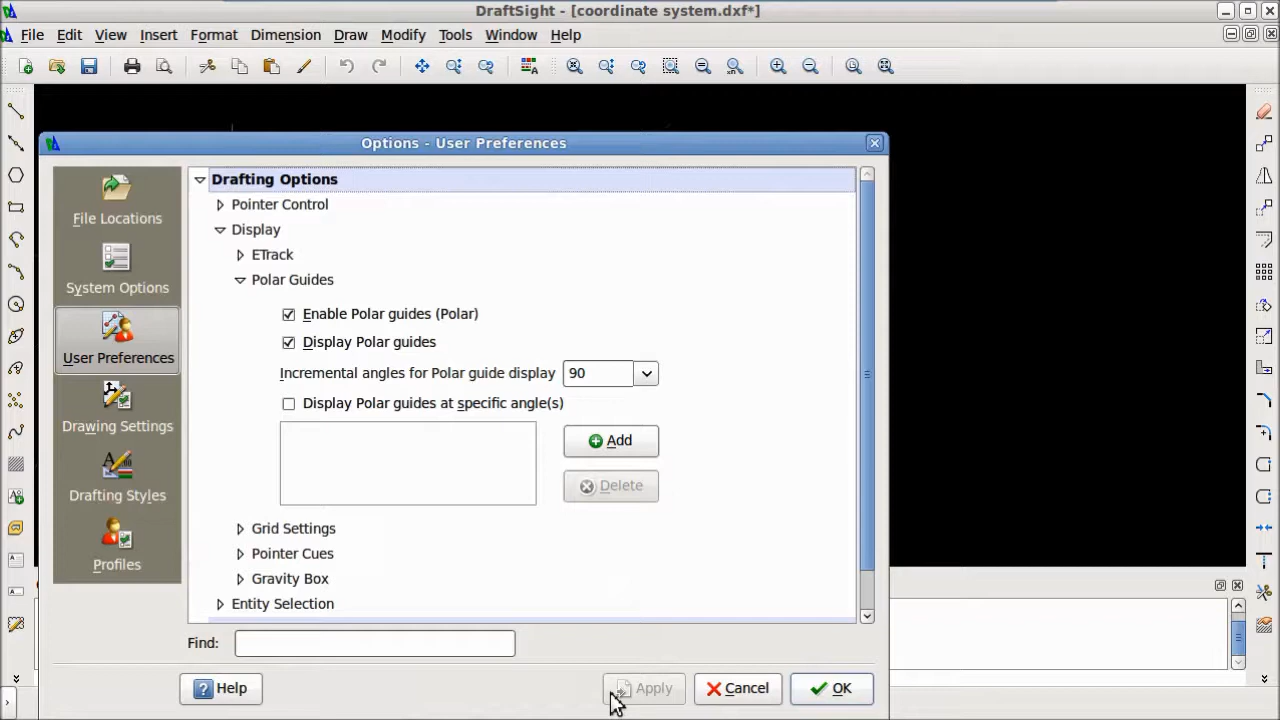 DraftSight - [coordinate system.dxf*]
File Edit View Insert Format Dimension Draw Modify Tools Window Help
Options - User Preferences
File Locations
System Options
User Preferences
Drawing Settings
Drafting Styles
Profiles
Drafting Options
Pointer Control
Display
ETrack
Polar Guides
Enable Polar guides (Polar)
Display Polar guides
Incremental angles for Polar guide display 90
Display Polar guides at specific angle(s)
Add
Delete
Grid Settings
Pointer Cues
Gravity Box
Entity Selection
Find:
Help Apply Cancel OK